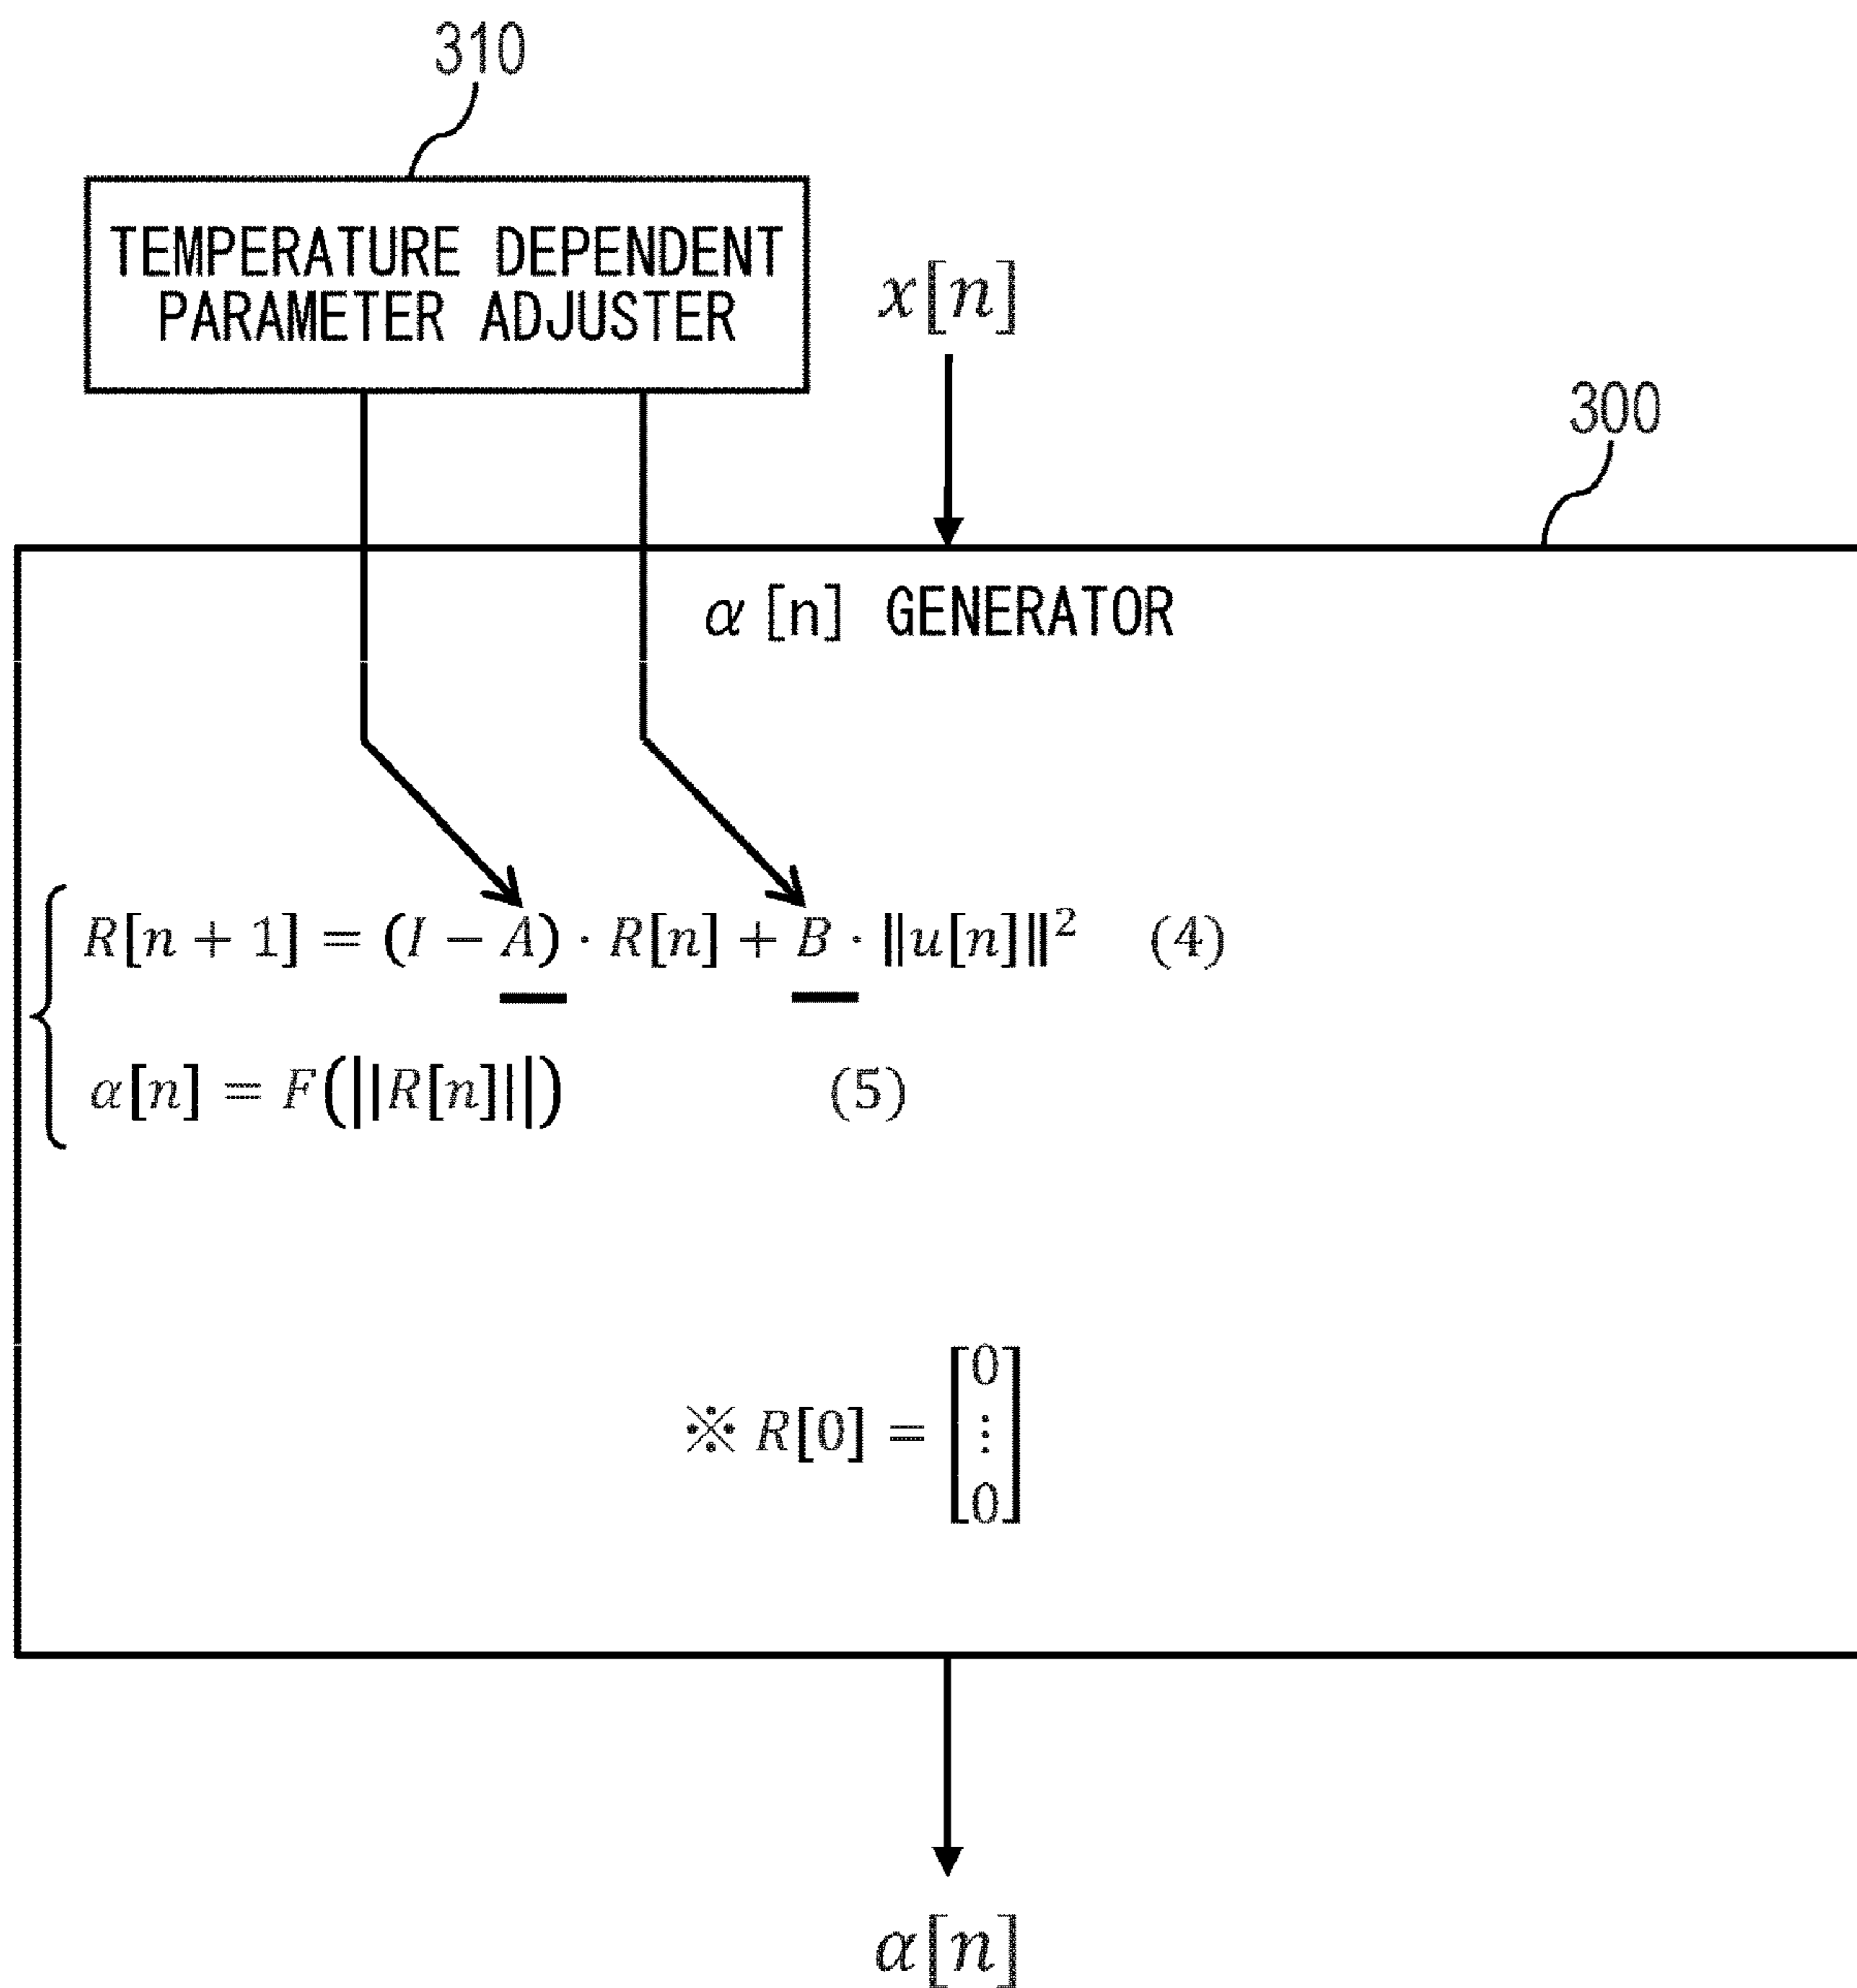 310
TEMPERATURE DEPENDENT
PARAMETER ADJUSTER
x[n]
300
α [n] GENERATOR
R[n + 1] = (I − A) · R[n] + B · ‖u[n]‖² (4)
α[n] = F(||R[n]||) (5)
※ R[0] = [0 ⋮ 0]
α[n]